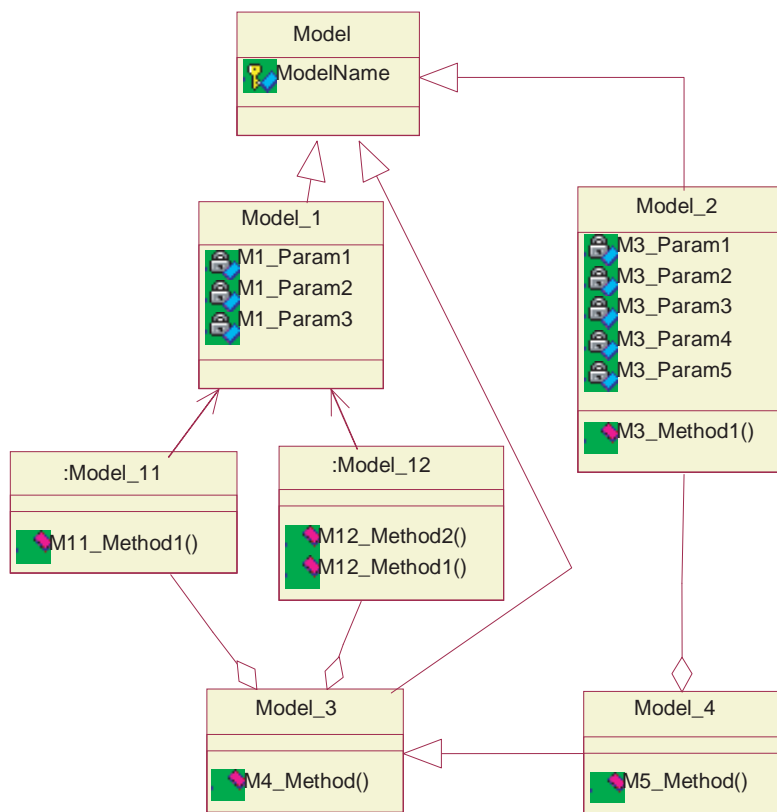 Model
ModelName
Model_1
M1_Param1
M1_Param2
M1_Param3
Model_2
M3_Param1
M3_Param2
M3_Param3
M3_Param4
M3_Param5
M3_Method1()
:Model_11
M11_Method1()
:Model_12
M12_Method2()
M12_Method1()
Model_3
M4_Method()
Model_4
M5_Method()